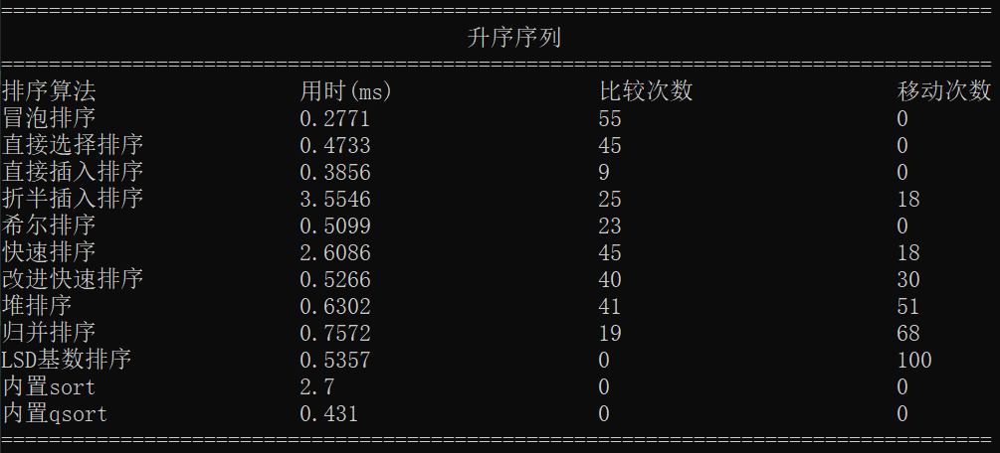 ===================================================================================
升序序列
===================================================================================
排序算法 用时(ms) 比较次数 移动次数
冒泡排序 0.2771 55 0
直接选择排序 0.4733 45 0
直接插入排序 0.3856 9 0
折半插入排序 3.5546 25 18
希尔排序 0.5099 23 0
快速排序 2.6086 45 18
改进快速排序 0.5266 40 30
堆排序 0.6302 41 51
归并排序 0.7572 19 68
LSD基数排序 0.5357 0 100
内置sort 2.7 0 0
内置qsort 0.431 0 0
===================================================================================